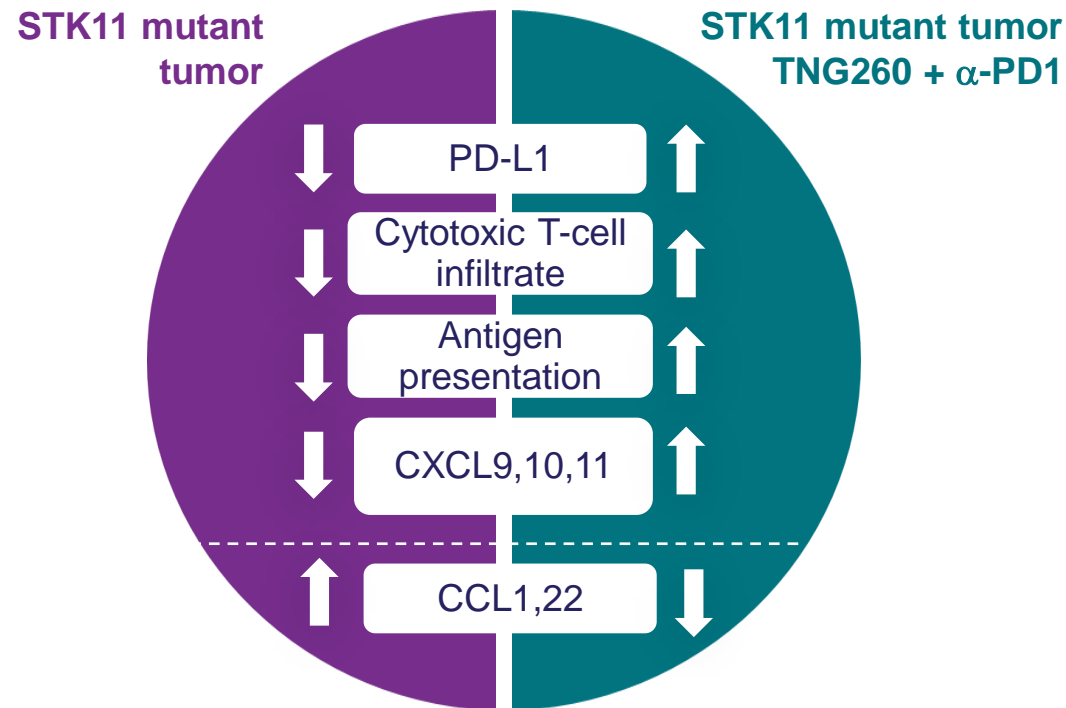 STK11 mutant
tumor
STK11 mutant tumor
TNG260 + α-PD1
PD-L1
Cytotoxic T-cell
infiltrate
Antigen
presentation
CXCL9,10,11
CCL1,22